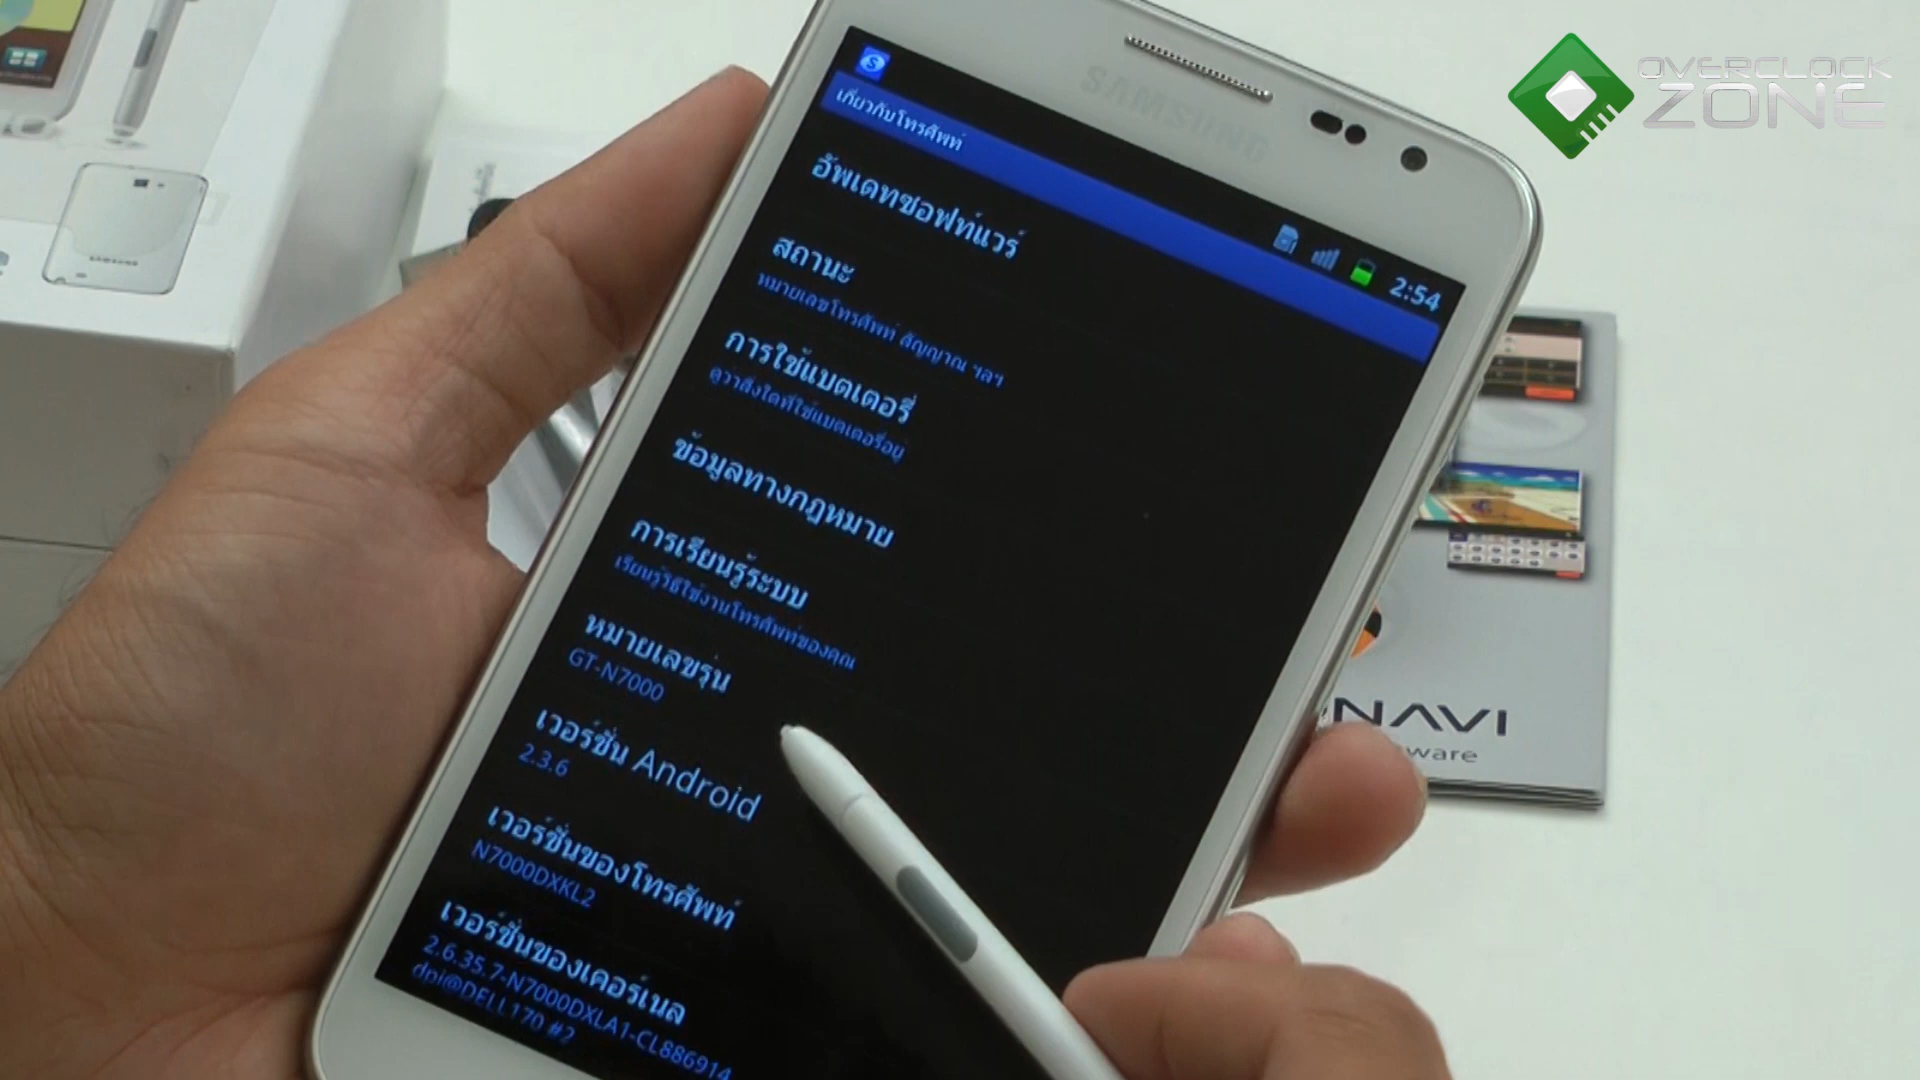 OVERCLOCK
ZONE
SAMSUNG
2:54
เกี่ยวกับโทรศัพท์
อัพเดทซอฟท์แวร์
สถานะ
หมายเลขโทรศัพท์ สัญญาณ ฯลฯ
การใช้แบตเตอรี่
ดูว่าสิ่งใดที่ใช้แบตเตอรี่อยู่
ข้อมูลทางกฎหมาย
การเรียนรู้ระบบ
เรียนรู้วิธีใช้งานโทรศัพท์ของคุณ
หมายเลขรุ่น
GT-N7000
เวอร์ชั่น Android
2.3.6
เวอร์ชั่นของโทรศัพท์
N7000DXKL2
เวอร์ชั่นของเคอร์เนล
2.6.35.7-N7000DXLA1-CL886914
dpi@DELL170 #2
SAMSUNG
NAVI
ware